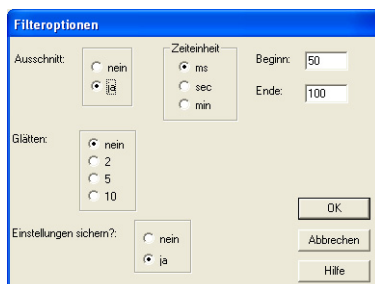 Filteroptionen
Ausschnitt:
nein
ja
Zeiteinheit
ms
sec
min
Beginn: 50
Ende: 100
Glätten:
nein
2
5
10
Einstellungen sichern?:
nein
ja
OK
Abbrechen
Hilfe